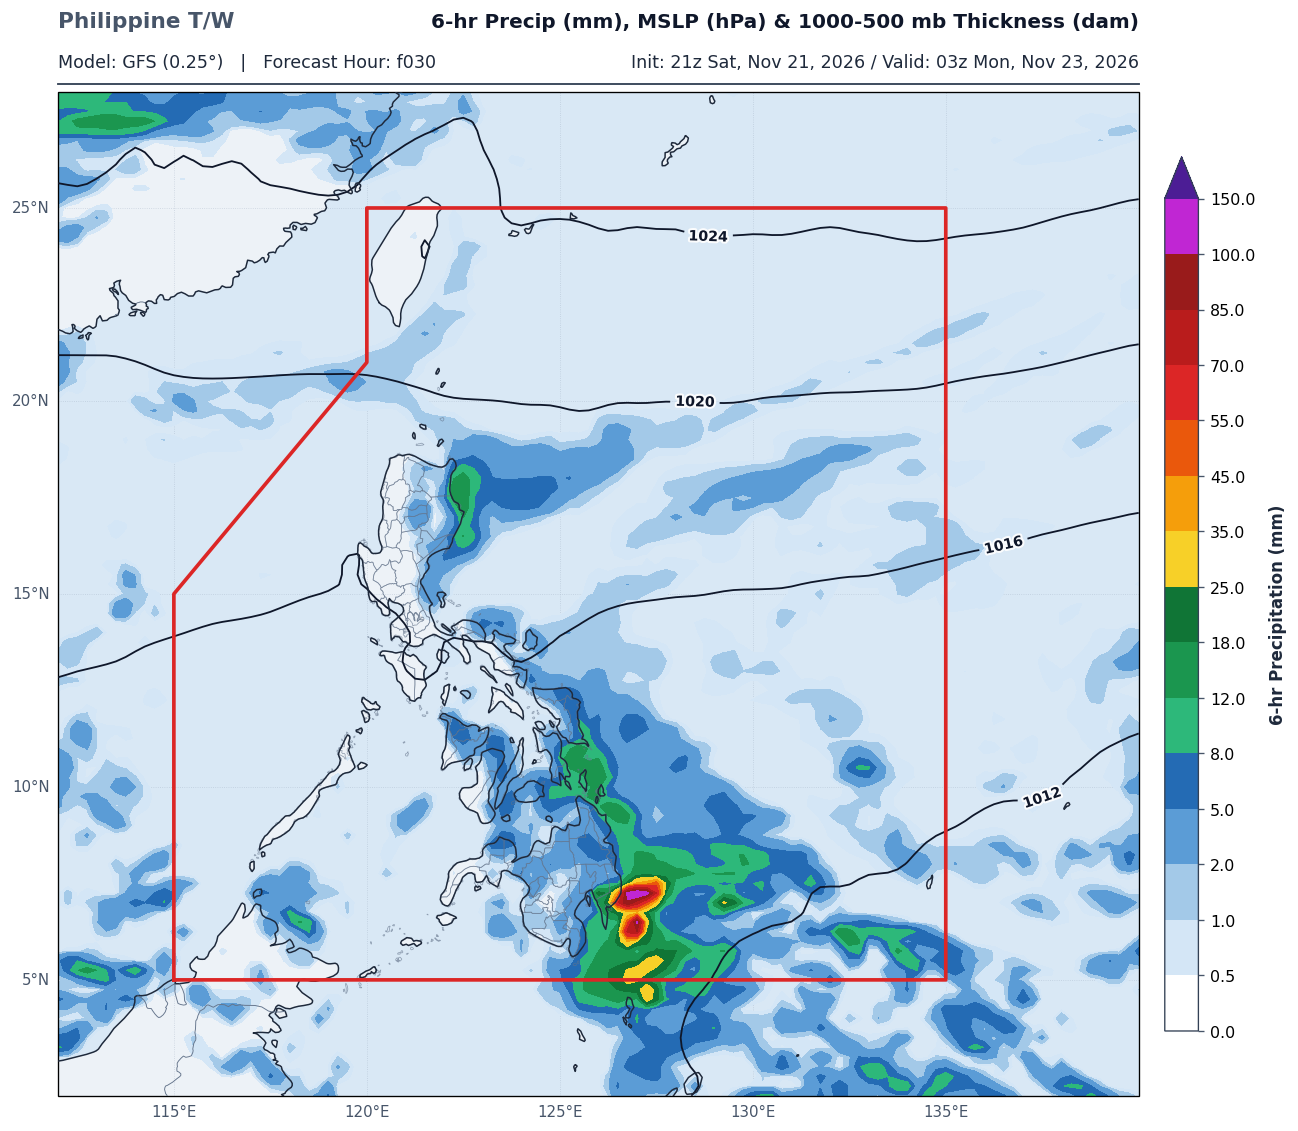 Philippine T/W
6-hr Precip (mm), MSLP (hPa) & 1000-500 mb Thickness (dam)
Model: GFS (0.25°) | Forecast Hour: f030
Init: 21z Sat, Nov 21, 2026 / Valid: 03z Mon, Nov 23, 2026
25°N
20°N
15°N
10°N
5°N
1024
1020
1016
1012
115°E
120°E
125°E
130°E
135°E
150.0
100.0
85.0
70.0
55.0
45.0
35.0
25.0
18.0
12.0
8.0
5.0
2.0
1.0
0.5
0.0
6-hr Precipitation (mm)